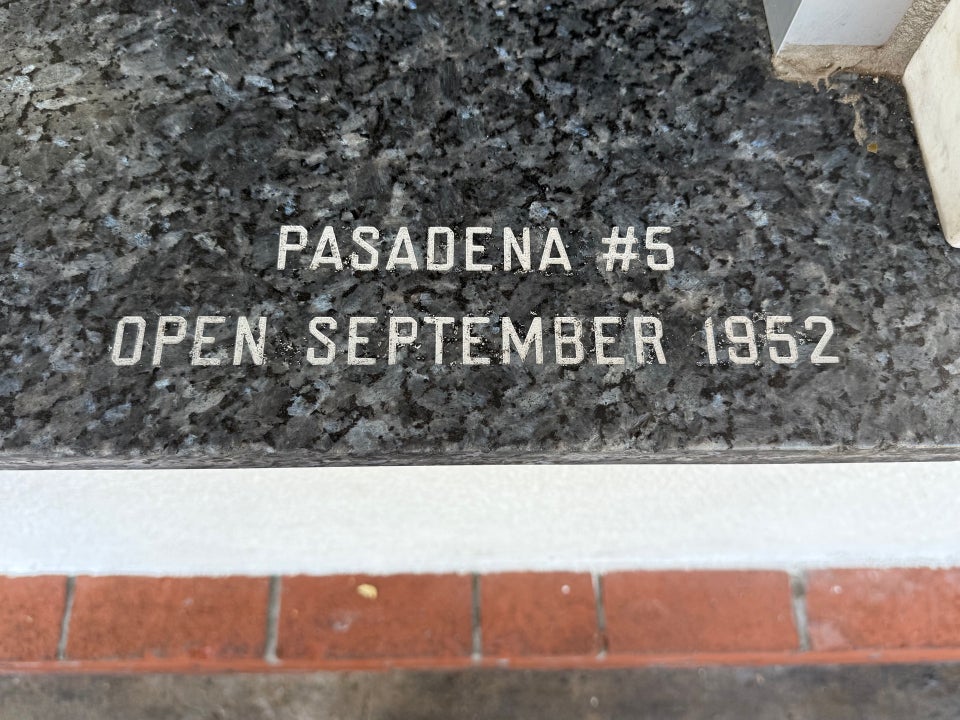 PASADENA #5
OPEN SEPTEMBER 1952